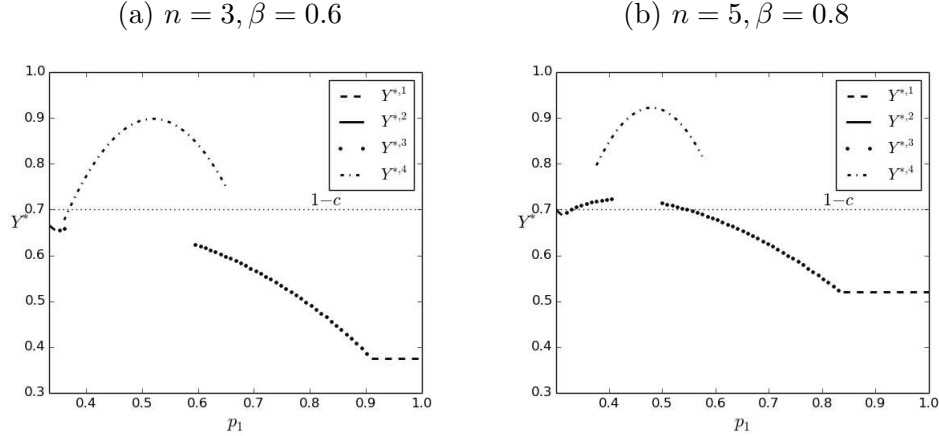 (a) n = 3, β = 0.6
1.0
0.9
0.8
0.7
0.6
0.5
0.4
0.3
Y*
0.4 0.5 0.6 0.7 0.8 0.9 1.0
p₁
Y*,1
Y*,2
Y*,3
Y*,4
1−c
(b) n = 5, β = 0.8
1.0
0.9
0.8
0.7
0.6
0.5
0.4
0.3
Y*
0.4 0.5 0.6 0.7 0.8 0.9 1.0
p₁
Y*,1
Y*,2
Y*,3
Y*,4
1−c